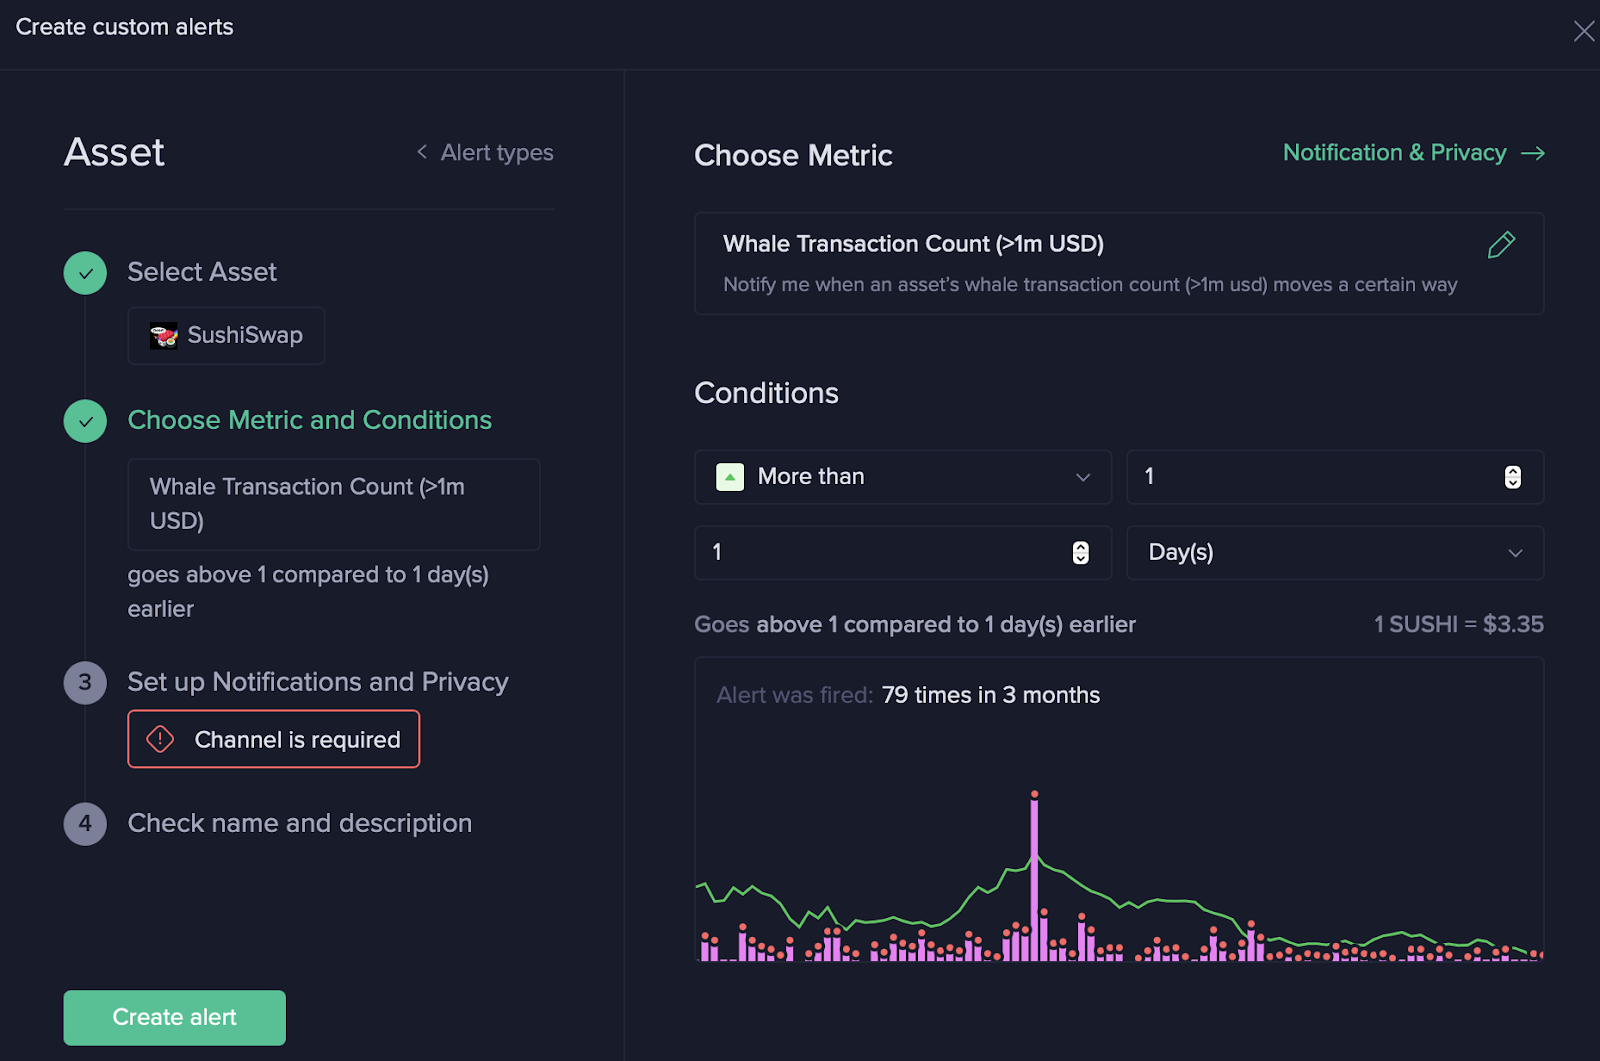 Create custom alerts
Asset
Alert types
Select Asset
SushiSwap
Choose Metric and Conditions
Whale Transaction Count (>1m
USD)
goes above 1 compared to 1 day(s)
earlier
3
Set up Notifications and Privacy
Channel is required
4
Check name and description
Create alert
Choose Metric
Notification & Privacy →
Whale Transaction Count (>1m USD)
Notify me when an asset’s whale transaction count (>1m usd) moves a certain way
Conditions
More than
1
1
Day(s)
Goes above 1 compared to 1 day(s) earlier
1 SUSHI = $3.35
Alert was fired: 79 times in 3 months